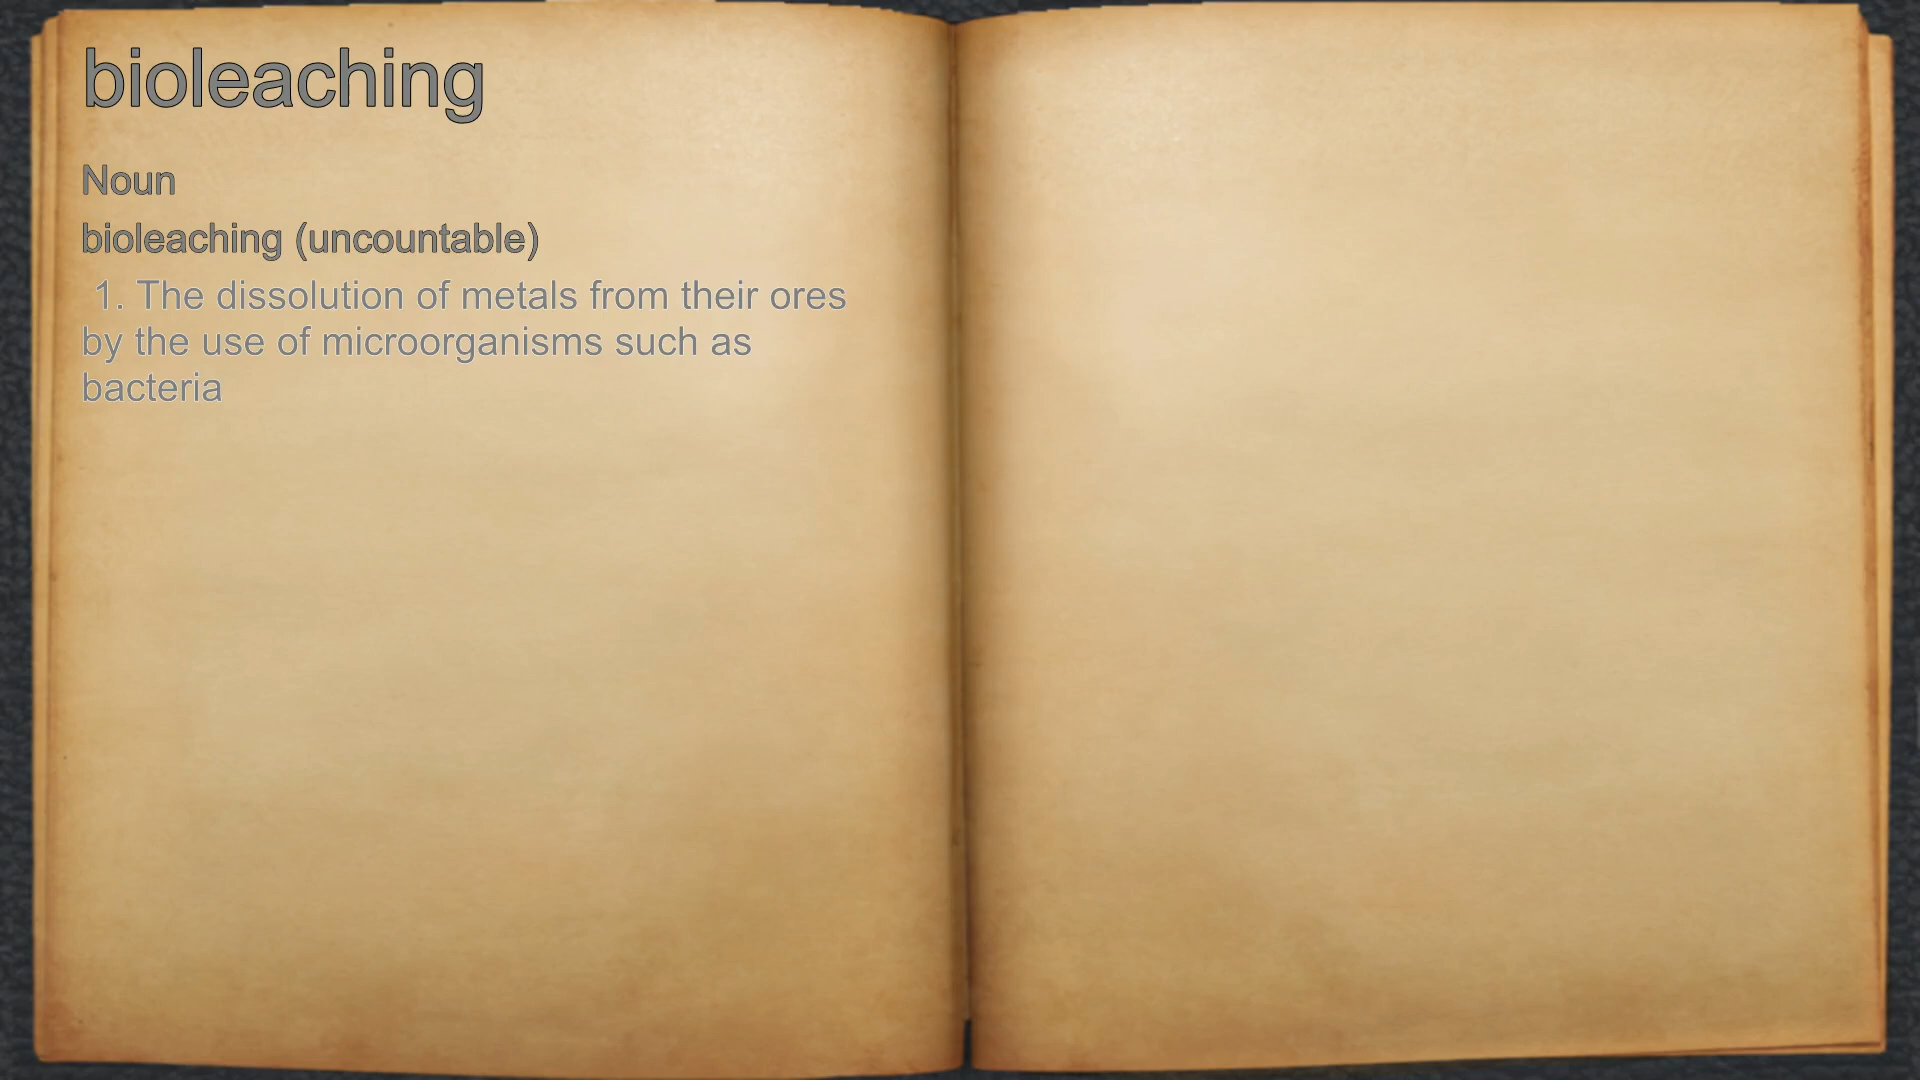 bioleaching
Noun
bioleaching (uncountable)
1. The dissolution of metals from their ores
by the use of microorganisms such as
bacteria